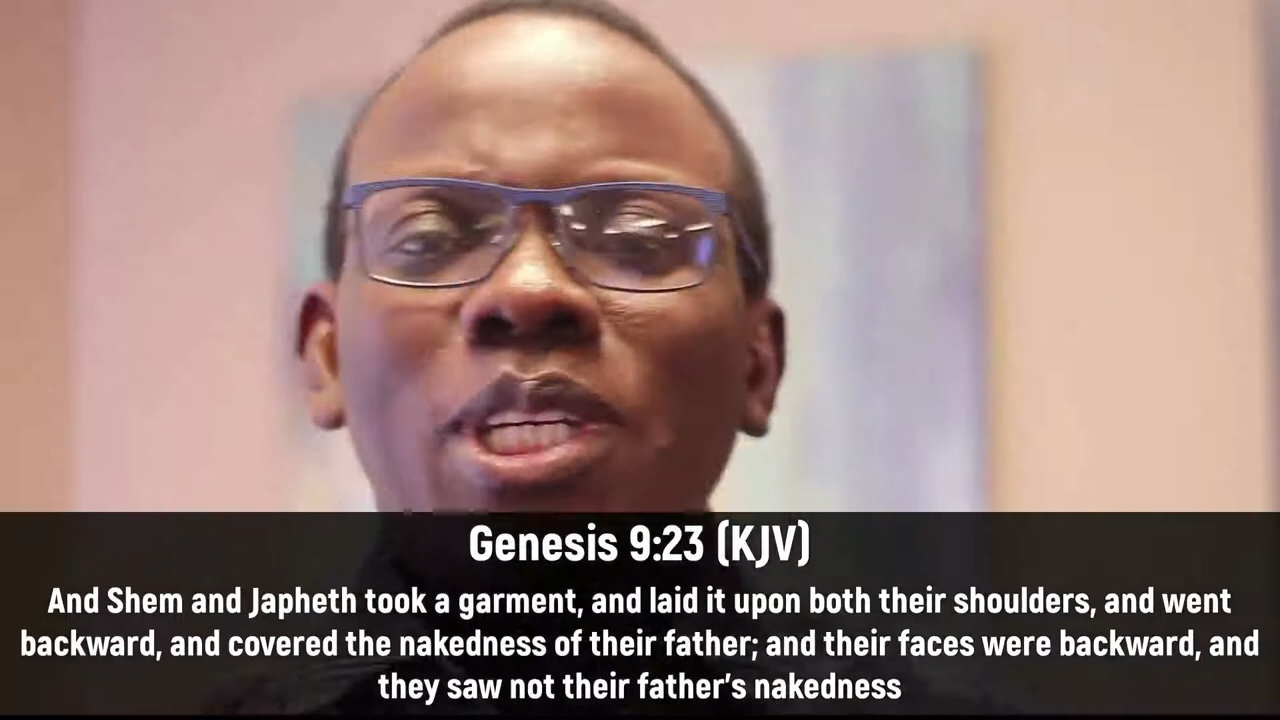 Genesis 9:23 (KJV)
And Shem and Japheth took a garment, and laid it upon both their shoulders, and went
backward, and covered the nakedness of their father; and their faces were backward, and
they saw not their father's nakedness